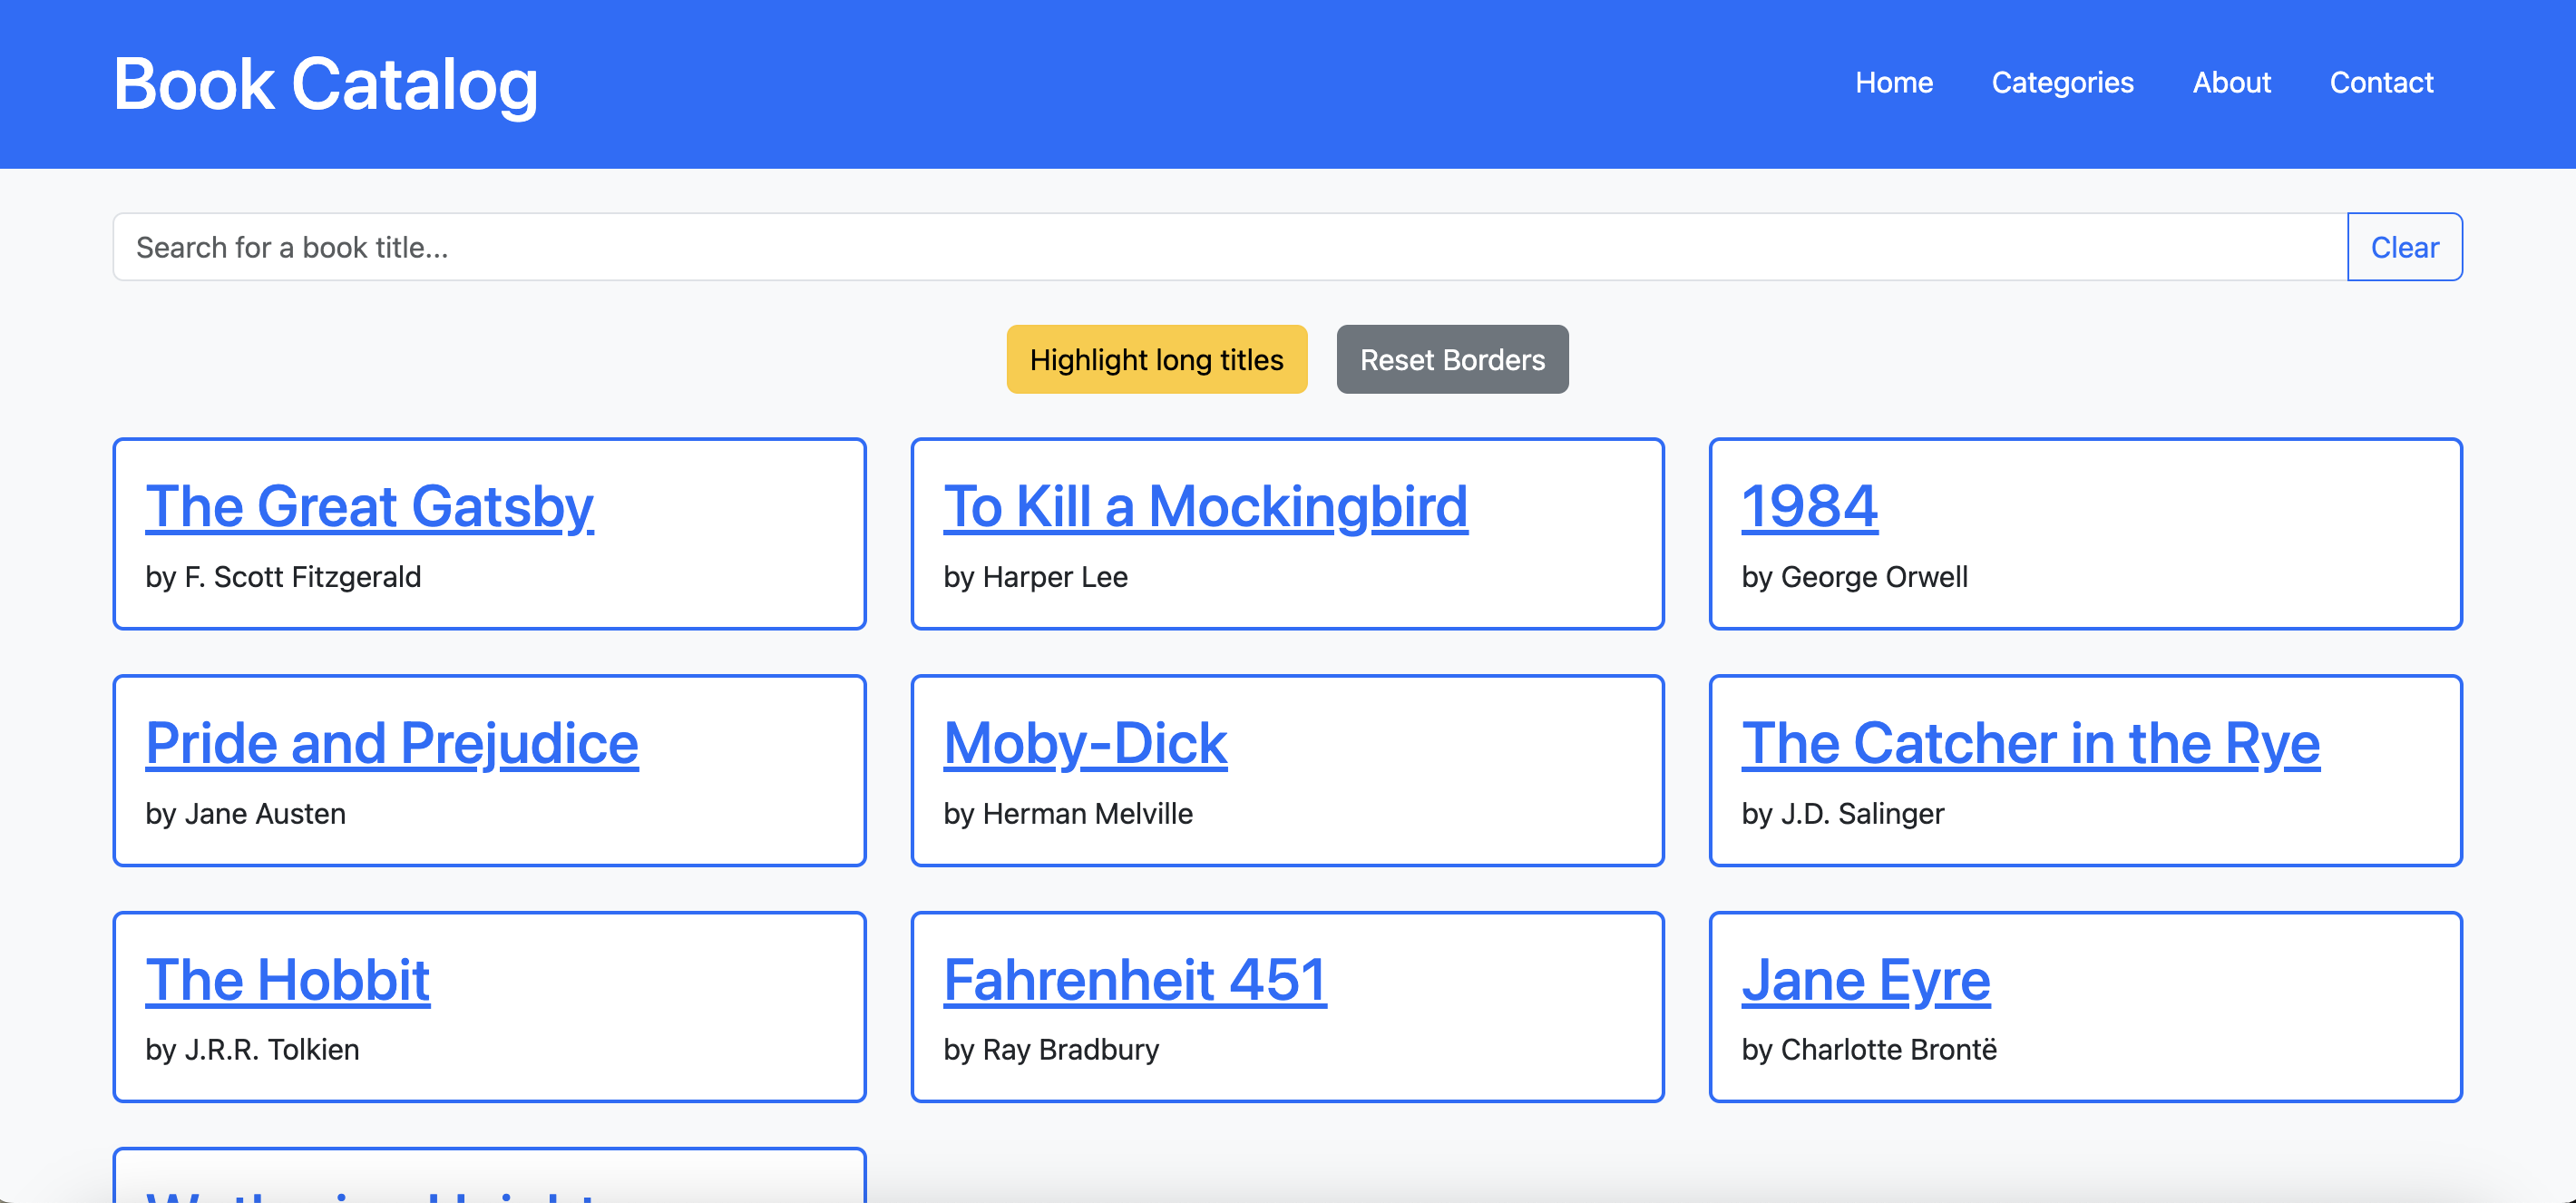 Book Catalog
Home Categories About Contact
Search for a book title...
Clear
Highlight long titles
Reset Borders
The Great Gatsby
by F. Scott Fitzgerald
To Kill a Mockingbird
by Harper Lee
1984
by George Orwell
Pride and Prejudice
by Jane Austen
Moby-Dick
by Herman Melville
The Catcher in the Rye
by J.D. Salinger
The Hobbit
by J.R.R. Tolkien
Fahrenheit 451
by Ray Bradbury
Jane Eyre
by Charlotte Brontë